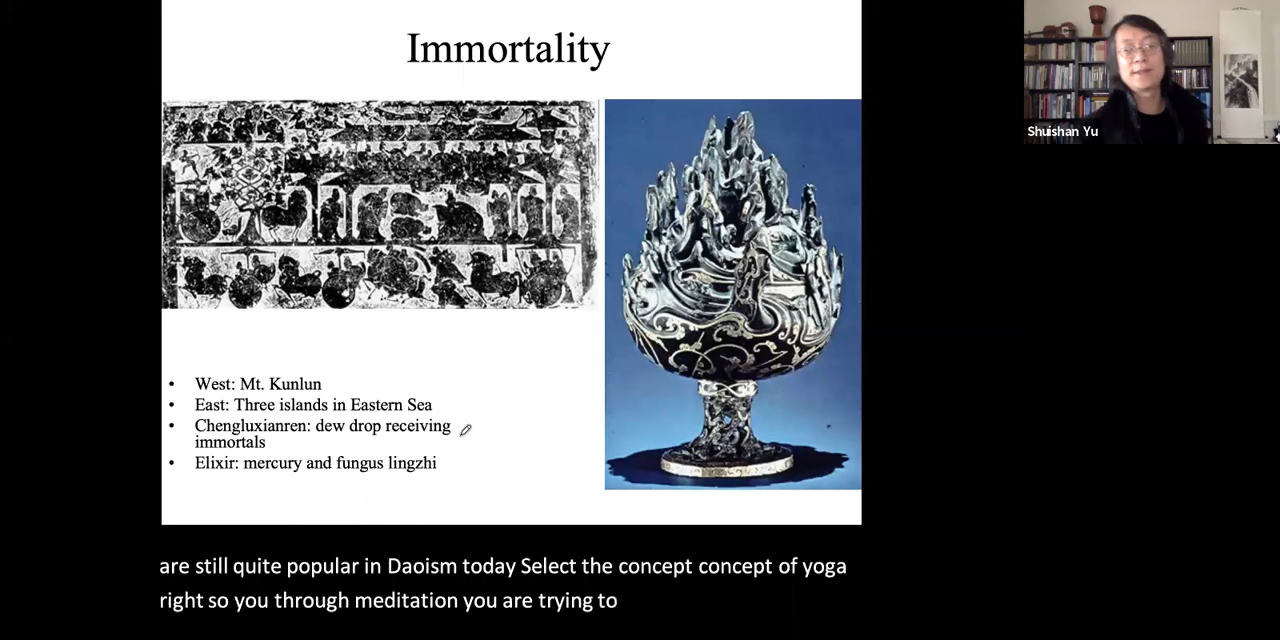 Immortality
Shuishan Yu
• West: Mt. Kunlun
• East: Three islands in Eastern Sea
• Chengluxianren: dew drop receiving
immortals
• Elixir: mercury and fungus lingzhi
are still quite popular in Daoism today Select the concept concept of yoga
right so you through meditation you are trying to